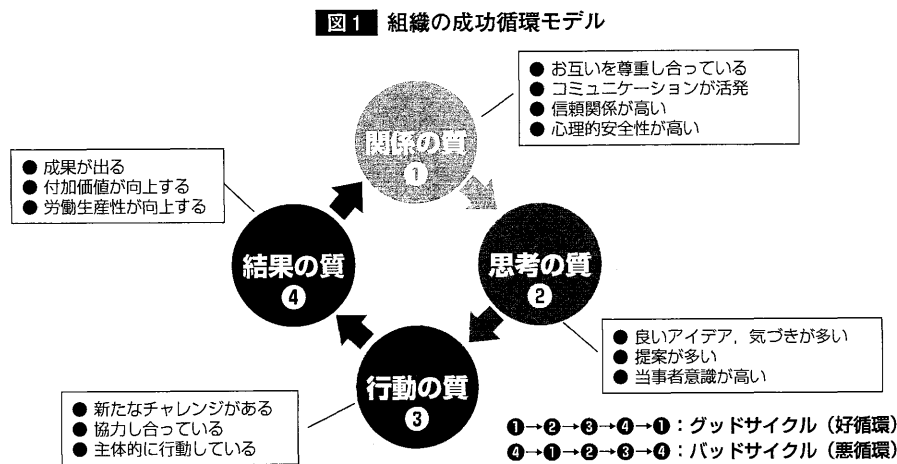 図1 組織の成功循環モデル
● お互いを尊重し合っている
● コミュニケーションが活発
● 信頼関係が高い
● 心理的安全性が高い
関係の質
❶
● 成果が出る
● 付加価値が向上する
● 労働生産性が向上する
結果の質
❹
思考の質
❷
● 良いアイデア，気づきが多い
● 提案が多い
● 当事者意識が高い
行動の質
❸
● 新たなチャレンジがある
● 協力し合っている
● 主体的に行動している
❶→❷→❸→❹→❶：グッドサイクル（好循環）
❹→❶→❷→❸→❹：バッドサイクル（悪循環）